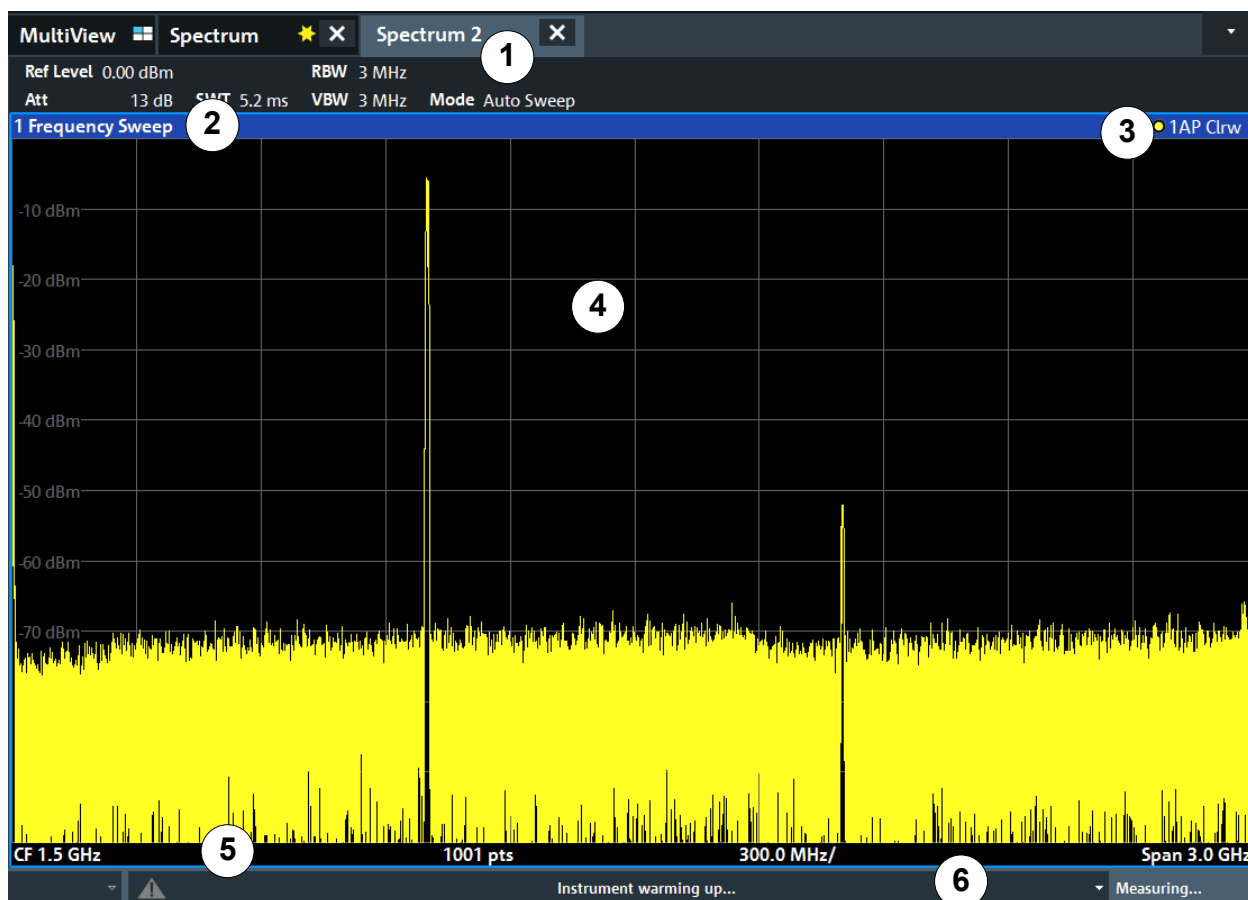 MultiView Spectrum Spectrum 2
1
Ref Level 0.00 dBm RBW 3 MHz
Att 13 dB SWT 5.2 ms VBW 3 MHz Mode Auto Sweep
1 Frequency Sweep 2 3 1AP Clrw
-10 dBm
-20 dBm
4
-30 dBm
-40 dBm
-50 dBm
-60 dBm
-70 dBm
CF 1.5 GHz 5 1001 pts 300.0 MHz/ Span 3.0 GHz
Instrument warming up... 6 Measuring...